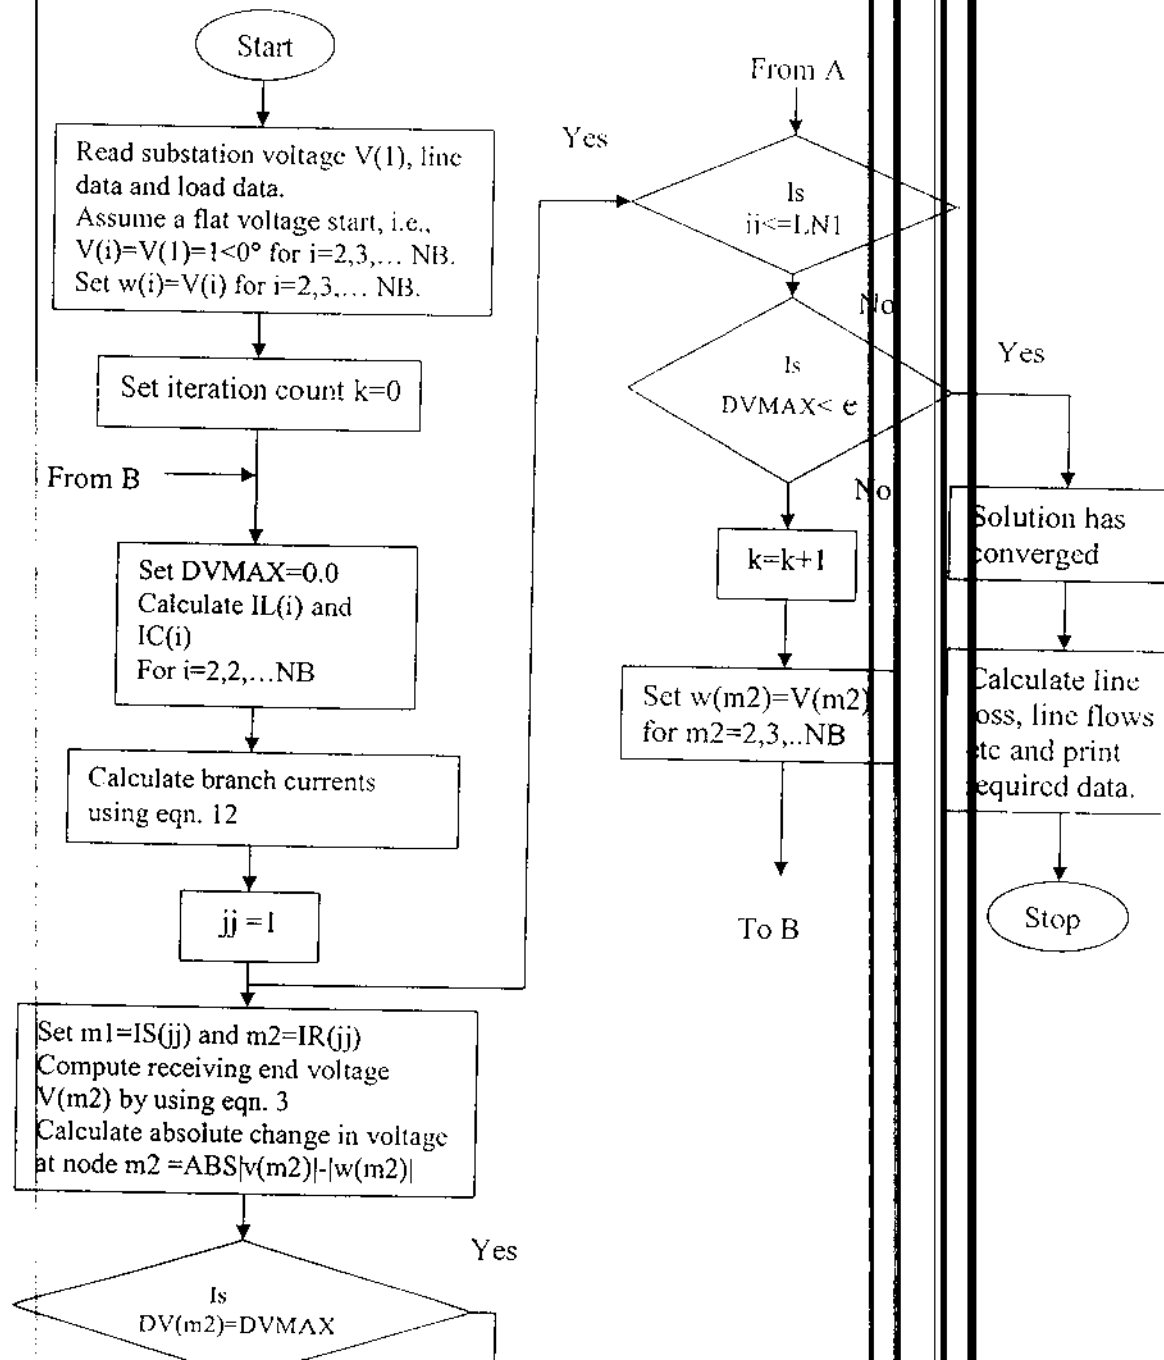 Start
Read substation voltage V(1), line
data and load data.
Assume a flat voltage start, i.e.,
V(i)=V(1)=1<0° for i=2,3,... NB.
Set w(i)=V(i) for i=2,3,... NB.
Set iteration count k=0
From B
Set DVMAX=0.0
Calculate IL(i) and
IC(i)
For i=2,2,...NB
Calculate branch currents
using eqn. 12
jj =1
Set m1=IS(jj) and m2=IR(jj)
Compute receiving end voltage
V(m2) by using eqn. 3
Calculate absolute change in voltage
at node m2 =ABS|v(m2)|-|w(m2)|
Yes
Is
DV(m2)=DVMAX
From A
Yes
Is
jj<=LN1
No
Is
DVMAX< e
Yes
No
k=k+1
Set w(m2)=V(m2)
for m2=2,3,..NB
To B
Solution has
converged
Calculate line
loss, line flows
etc and print
required data.
Stop